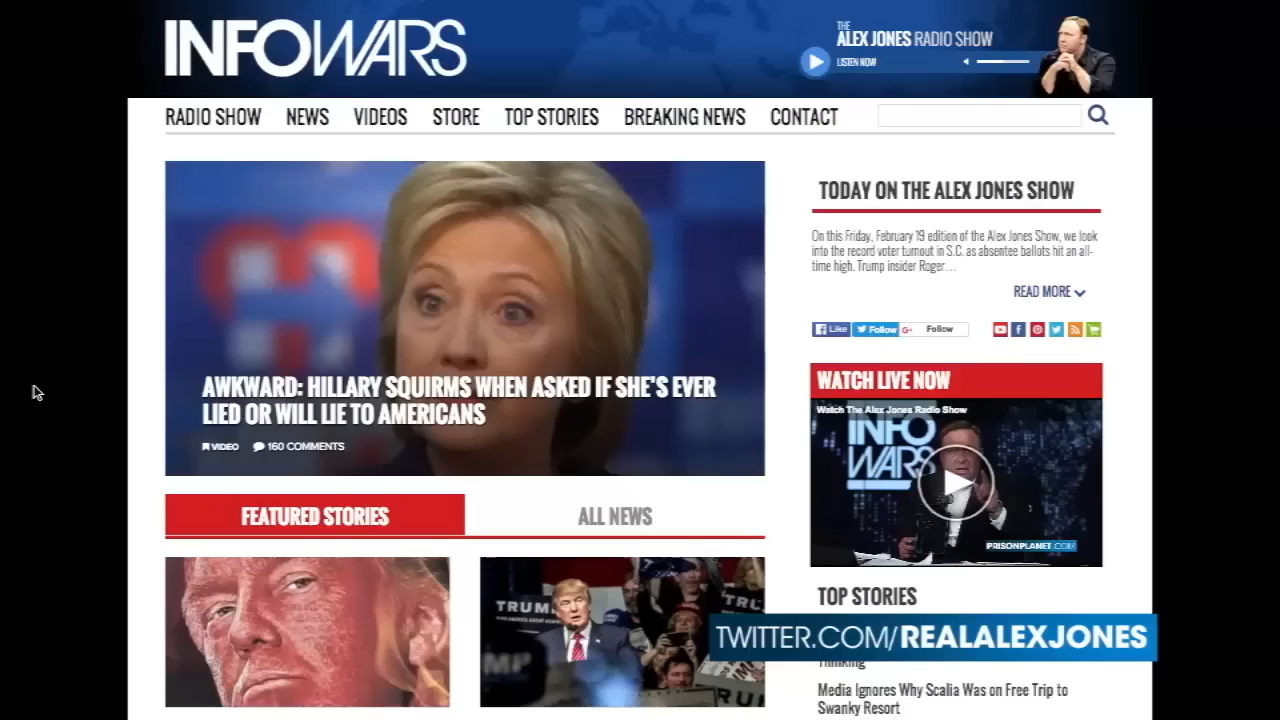 INFOWARS
THE
ALEX JONES RADIO SHOW
LISTEN NOW
RADIO SHOW NEWS VIDEOS STORE TOP STORIES BREAKING NEWS CONTACT
AWKWARD: HILLARY SQUIRMS WHEN ASKED IF SHE'S EVER
LIED OR WILL LIE TO AMERICANS
VIDEO 160 COMMENTS
FEATURED STORIES ALL NEWS
TRUMP
TODAY ON THE ALEX JONES SHOW
On this Friday, February 19 edition of the Alex Jones Show, we look
into the record voter turnout in S.C. as absentee ballots hit an all-
time high. Trump insider Roger...
READ MORE
Like Follow Follow
WATCH LIVE NOW
Watch The Alex Jones Radio Show
INFO
WARS
PRISONPLANET.COM
TOP STORIES
TWITTER.COM/REALALEXJONES
Thinking
Media Ignores Why Scalia Was on Free Trip to
Swanky Resort